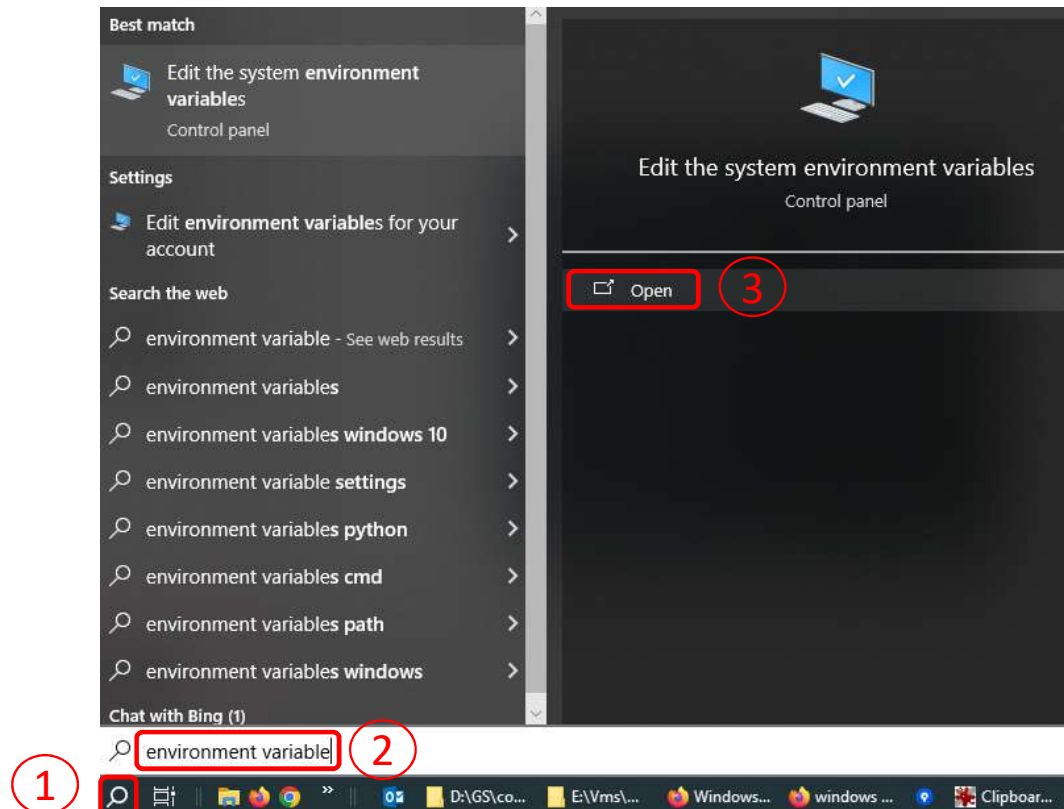 Best match
Edit the system environment
variables
Control panel
Settings
Edit environment variables for your
account
Search the web
environment variable - See web results
environment variables
environment variables windows 10
environment variable settings
environment variables python
environment variables cmd
environment variables path
environment variables windows
Chat with Bing (1)
environment variable
2
Edit the system environment variables
Control panel
Open
3
1
» D:\GS\co... E:\Vms\... Windows... windows ... Clipboar...